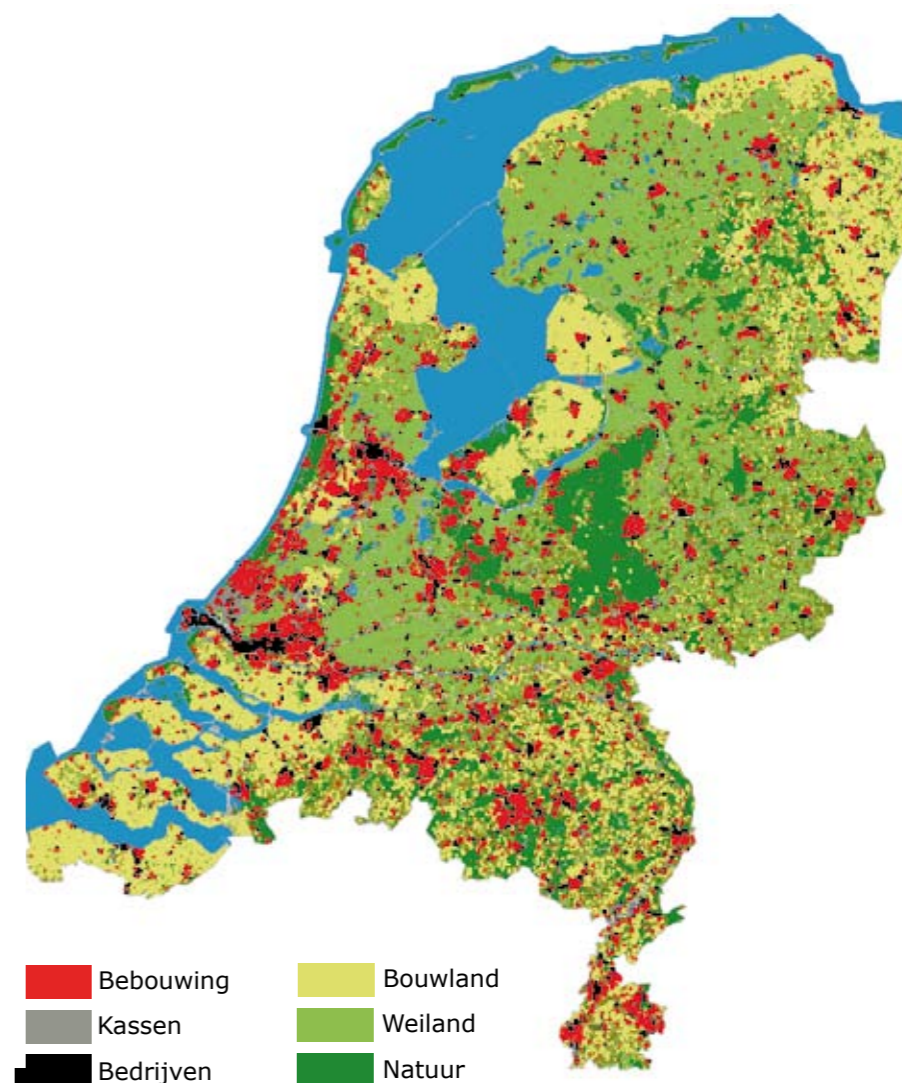 Bebouwing
Kassen
Bedrijven
Bouwland
Weiland
Natuur